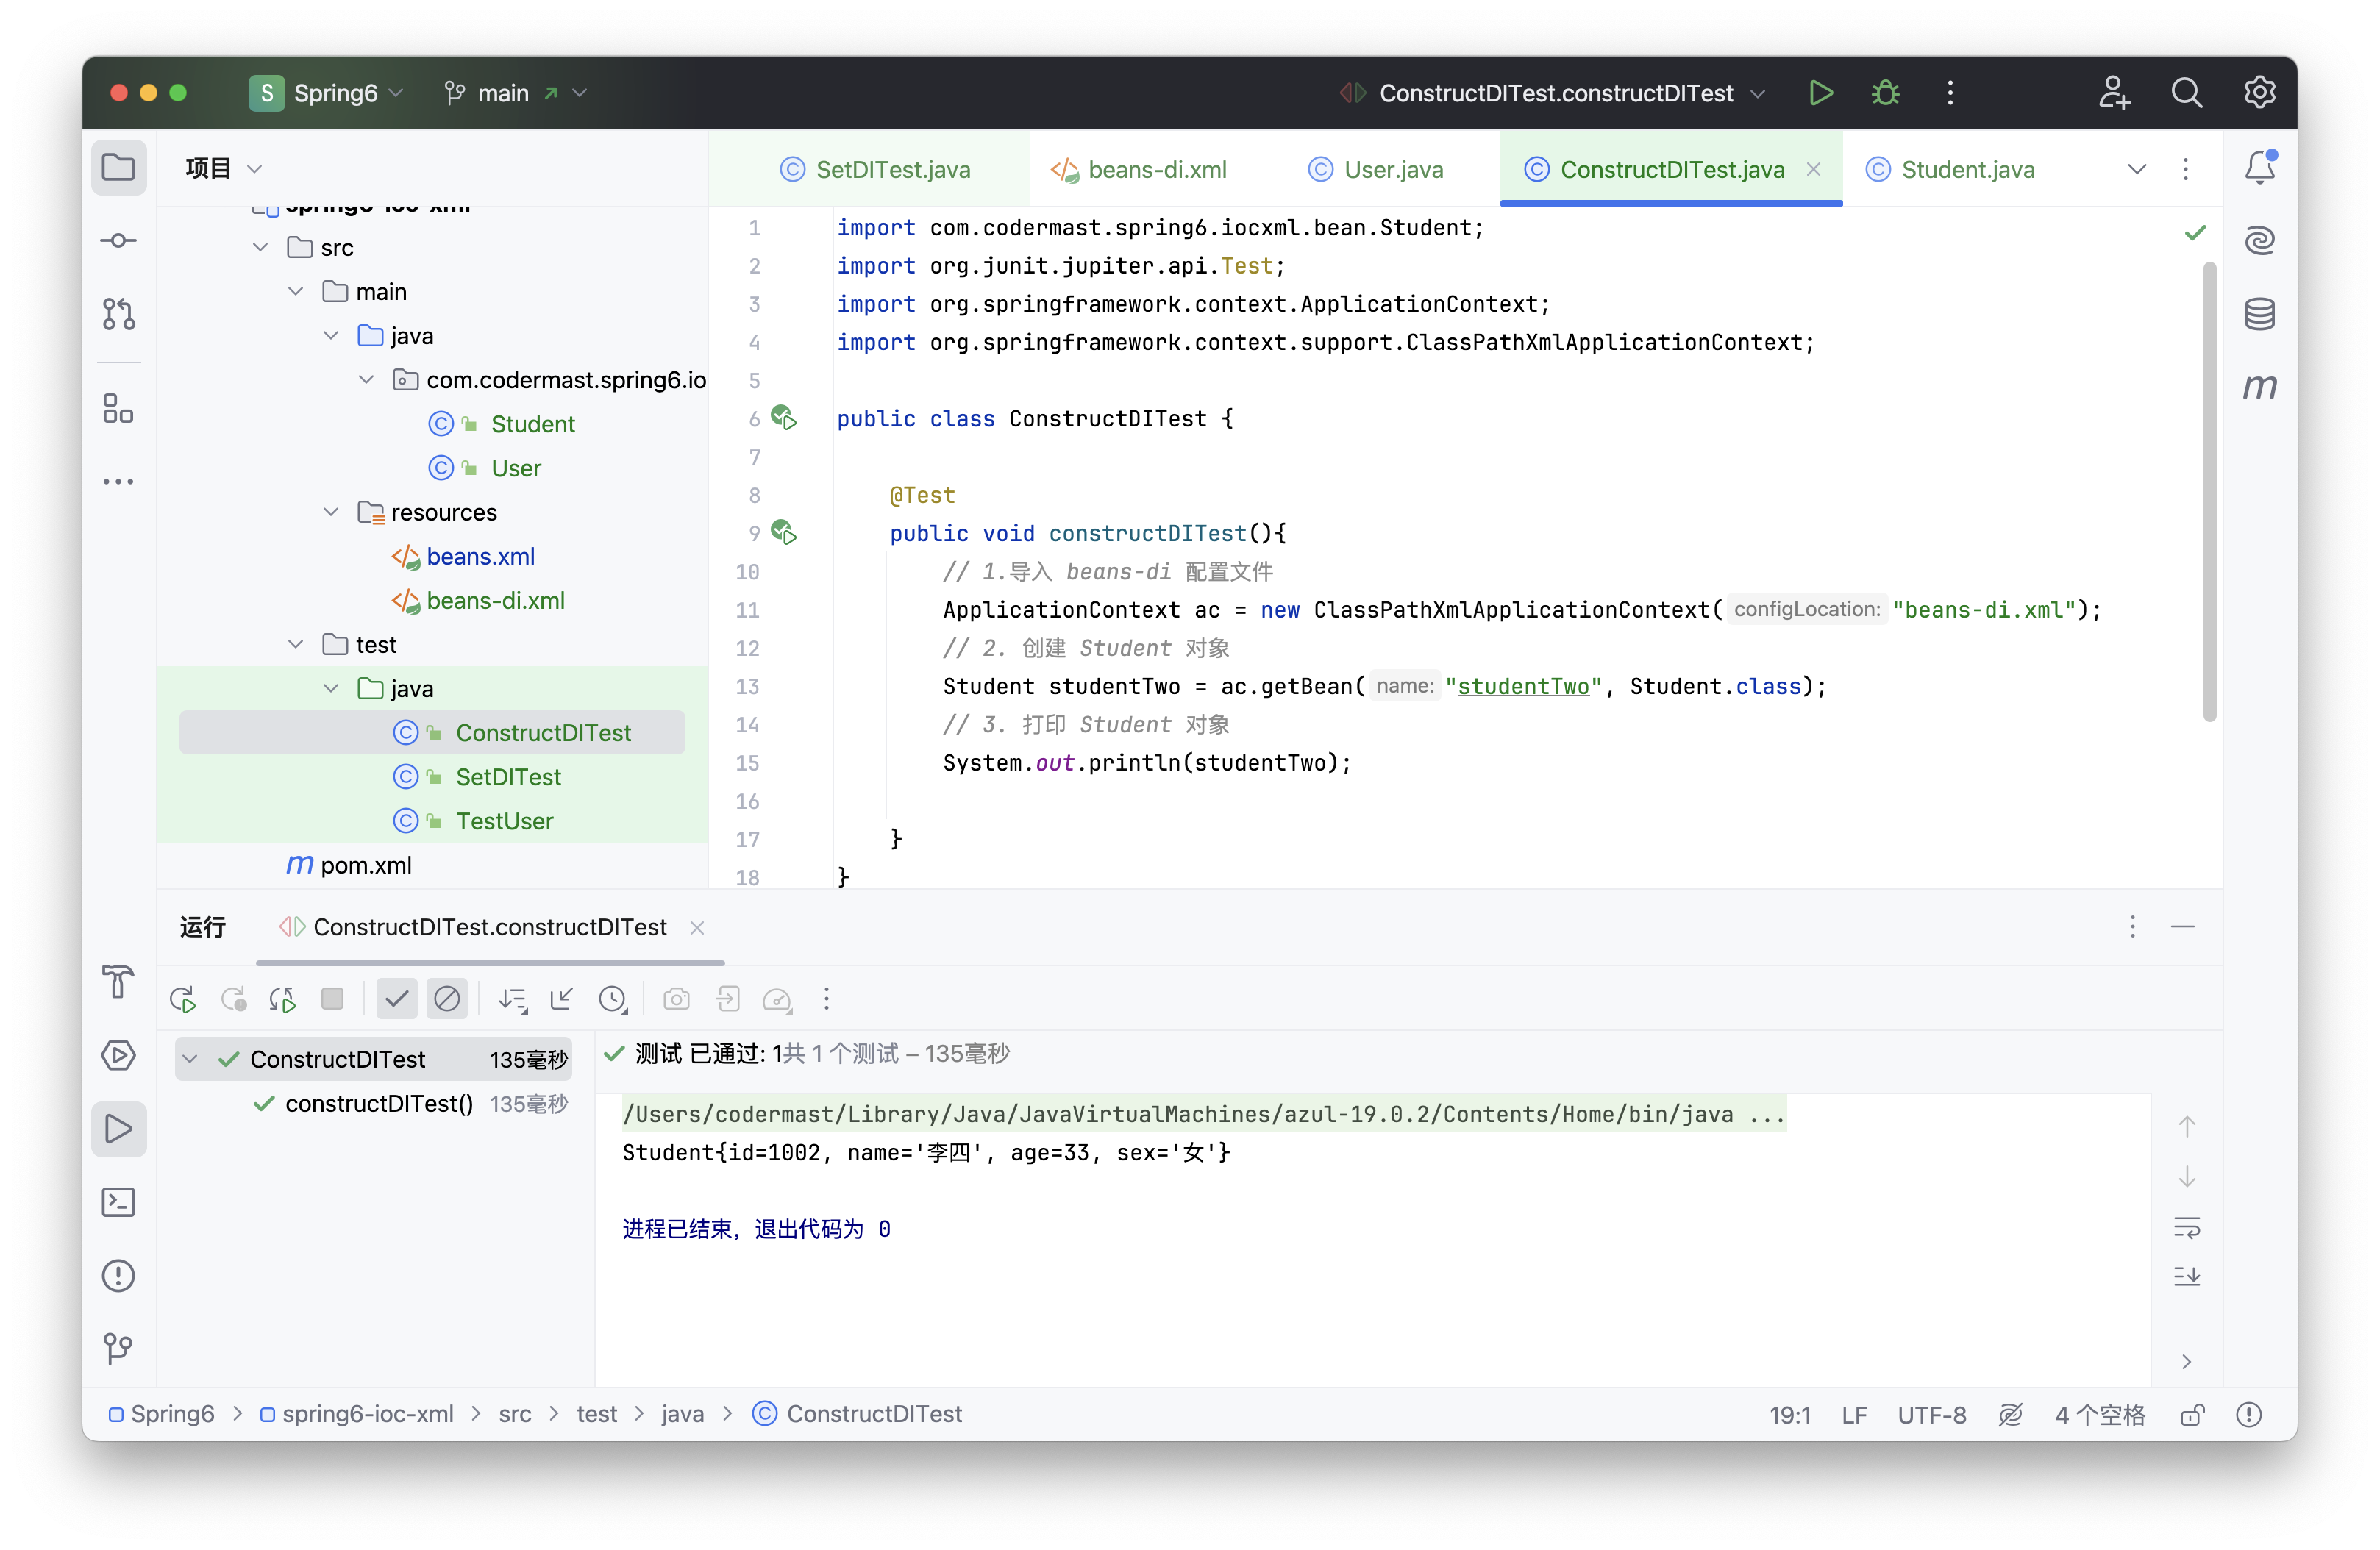 S Spring6 main ConstructDITest.constructDITest
项目
SetDITest.java beans-di.xml User.java ConstructDITest.java Student.java
spring6-ioc-xml
src
main
java
com.codermast.spring6.io
Student
User
resources
beans.xml
beans-di.xml
test
java
ConstructDITest
SetDITest
TestUser
pom.xml
1 import com.codermast.spring6.iocxml.bean.Student;
2 import org.junit.jupiter.api.Test;
3 import org.springframework.context.ApplicationContext;
4 import org.springframework.context.support.ClassPathXmlApplicationContext;
5
6 public class ConstructDITest {
7
8 @Test
9 public void constructDITest(){
10 // 1.导入 beans-di 配置文件
11 ApplicationContext ac = new ClassPathXmlApplicationContext( configLocation: "beans-di.xml");
12 // 2. 创建 Student 对象
13 Student studentTwo = ac.getBean( name: "studentTwo", Student.class);
14 // 3. 打印 Student 对象
15 System.out.println(studentTwo);
16
17 }
18 }
运行 ConstructDITest.constructDITest
ConstructDITest 135毫秒
constructDITest() 135毫秒
测试 已通过: 1共 1 个测试 – 135毫秒
/Users/codermast/Library/Java/JavaVirtualMachines/azul-19.0.2/Contents/Home/bin/java ...
Student{id=1002, name='李四', age=33, sex='女'}
进程已结束，退出代码为 0
Spring6 > spring6-ioc-xml > src > test > java > ConstructDITest 19:1 LF UTF-8 4 个空格